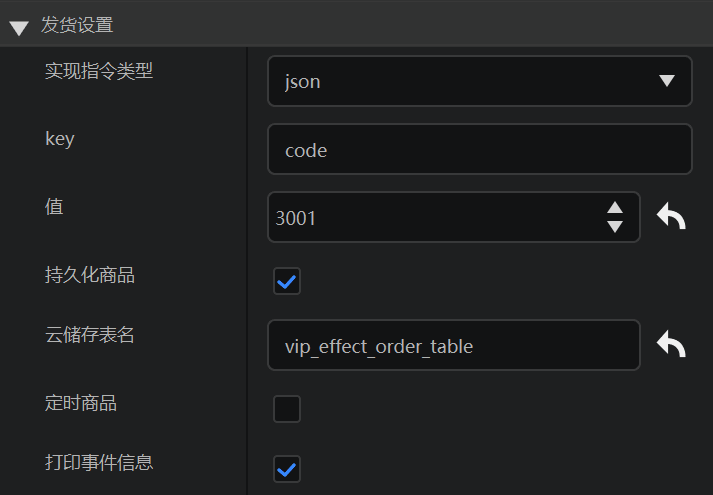 发货设置
实现指令类型
json
key
code
值
3001
持久化商品
云储存表名
vip_effect_order_table
定时商品
打印事件信息